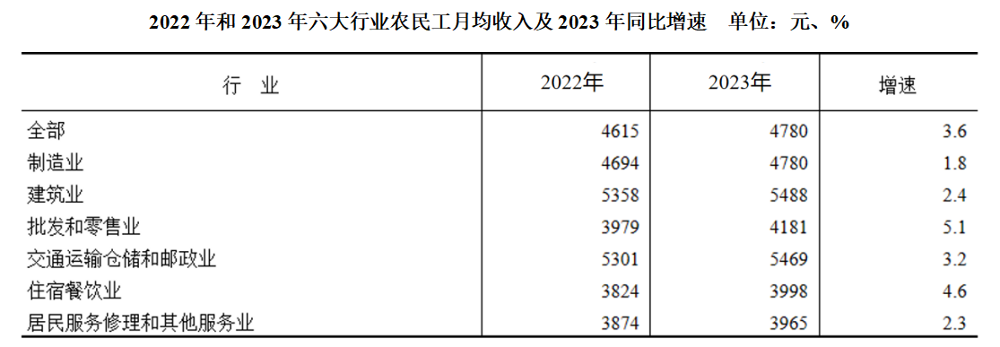 2022 年和 2023 年六大行业农民工月均收入及 2023 年同比增速 单位：元、%
行 业 2022年 2023年 增速
全部 4615 4780 3.6
制造业 4694 4780 1.8
建筑业 5358 5488 2.4
批发和零售业 3979 4181 5.1
交通运输仓储和邮政业 5301 5469 3.2
住宿餐饮业 3824 3998 4.6
居民服务修理和其他服务业 3874 3965 2.3